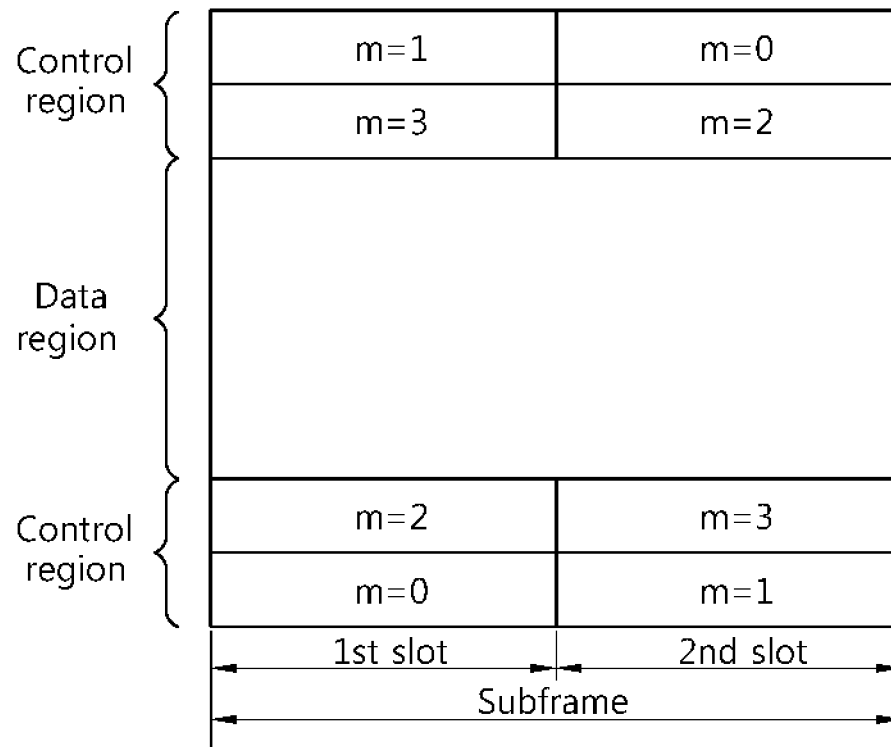 Control
region
m=1
m=0
m=3
m=2
Data
region
Control
region
m=2
m=3
m=0
m=1
1st slot
2nd slot
Subframe